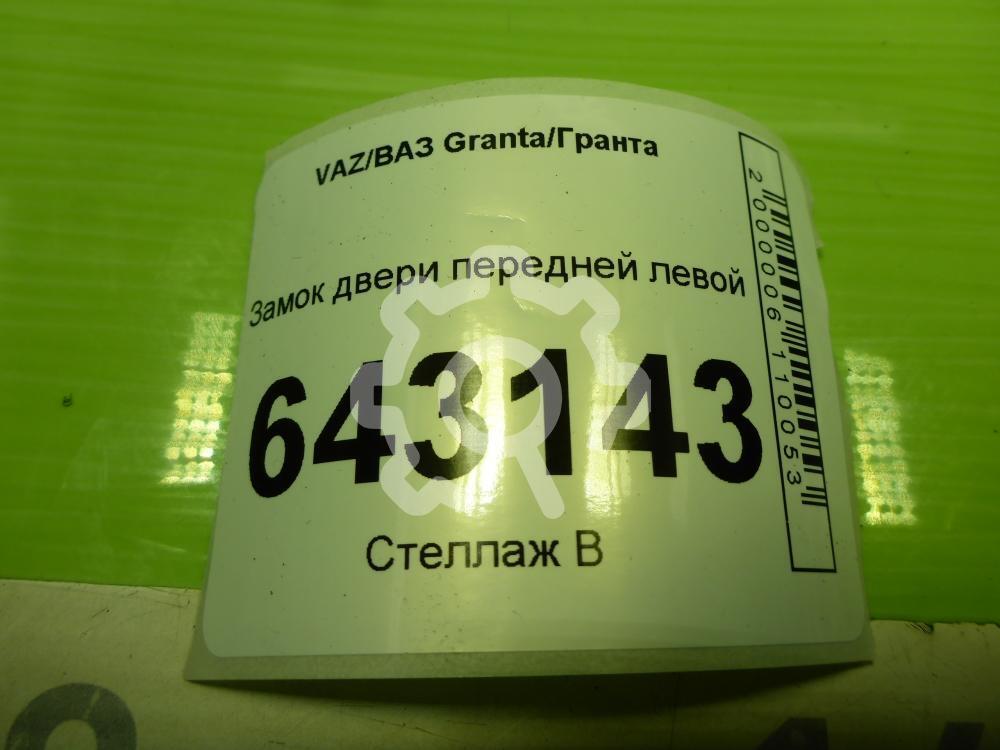 VAZ/ВАЗ Granta/Гранта
Замок двери передней левой
643143
Стеллаж В
2000006110053